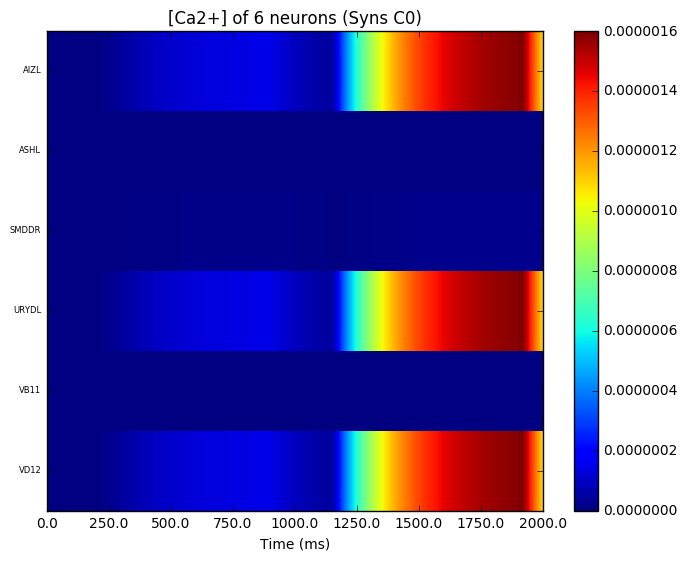 [Ca2+] of 6 neurons (Syns C0)
AIZL
ASHL
SMDDR
URYDL
VB11
VD12
0.0 250.0 500.0 750.0 1000.0 1250.0 1500.0 1750.0 2000.0
Time (ms)
0.0000016
0.0000014
0.0000012
0.0000010
0.0000008
0.0000006
0.0000004
0.0000002
0.0000000